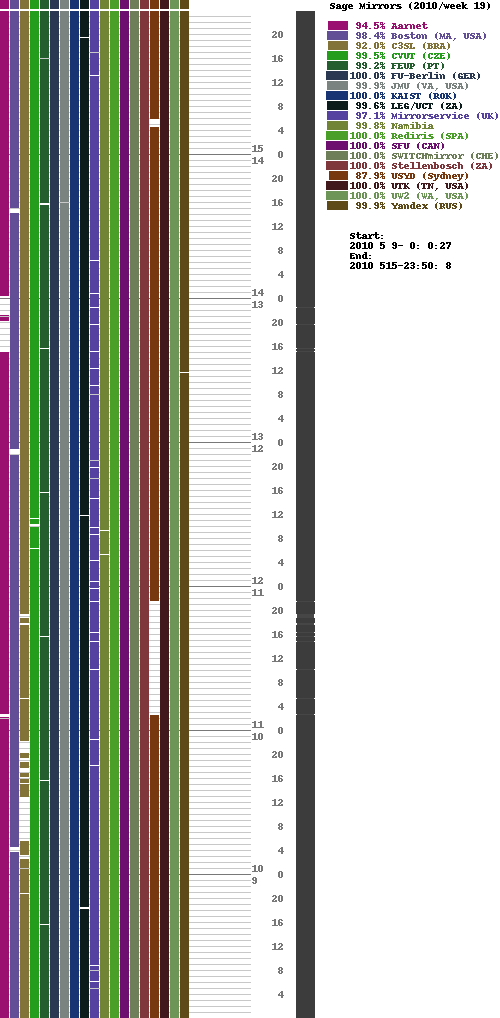 Sage Mirrors (2010/week 19)
94.5% Aarnet
98.4% Boston (MA, USA)
92.0% C3SL (BRA)
99.5% CVUT (CZE)
99.2% FEUP (PT)
100.0% FU-Berlin (GER)
99.9% JMU (VA, USA)
100.0% KAIST (ROK)
99.6% LEG/UCT (ZA)
97.1% Mirrorservice (UK)
99.8% Namibia
100.0% Rediris (SPA)
100.0% SFU (CAN)
100.0% SWITCHmirror (CHE)
100.0% Stellenbosch (ZA)
87.9% USYD (Sydney)
100.0% UTK (TN, USA)
100.0% UW2 (WA, USA)
99.9% Yandex (RUS)
Start:
2010 5 9- 0: 0:27
End:
2010 515-23:50: 8
20
16
12
8
4
15
0
14
20
16
12
8
4
14
0
13
20
16
12
8
4
13
0
12
20
16
12
8
4
12
0
11
20
16
12
8
4
11
0
10
20
16
12
8
4
10
0
9
20
16
12
8
4